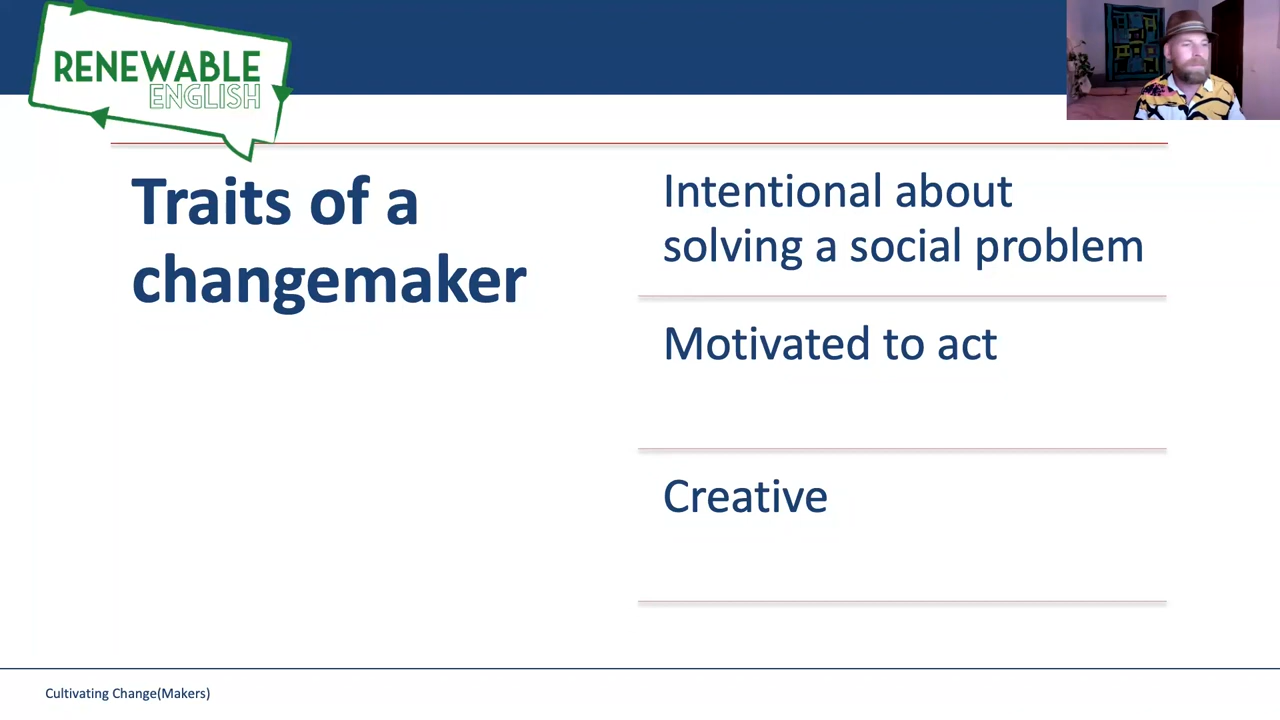 RENEWABLE
ENGLISH
Traits of a
changemaker
Intentional about
solving a social problem
Motivated to act
Creative
Cultivating Change(Makers)